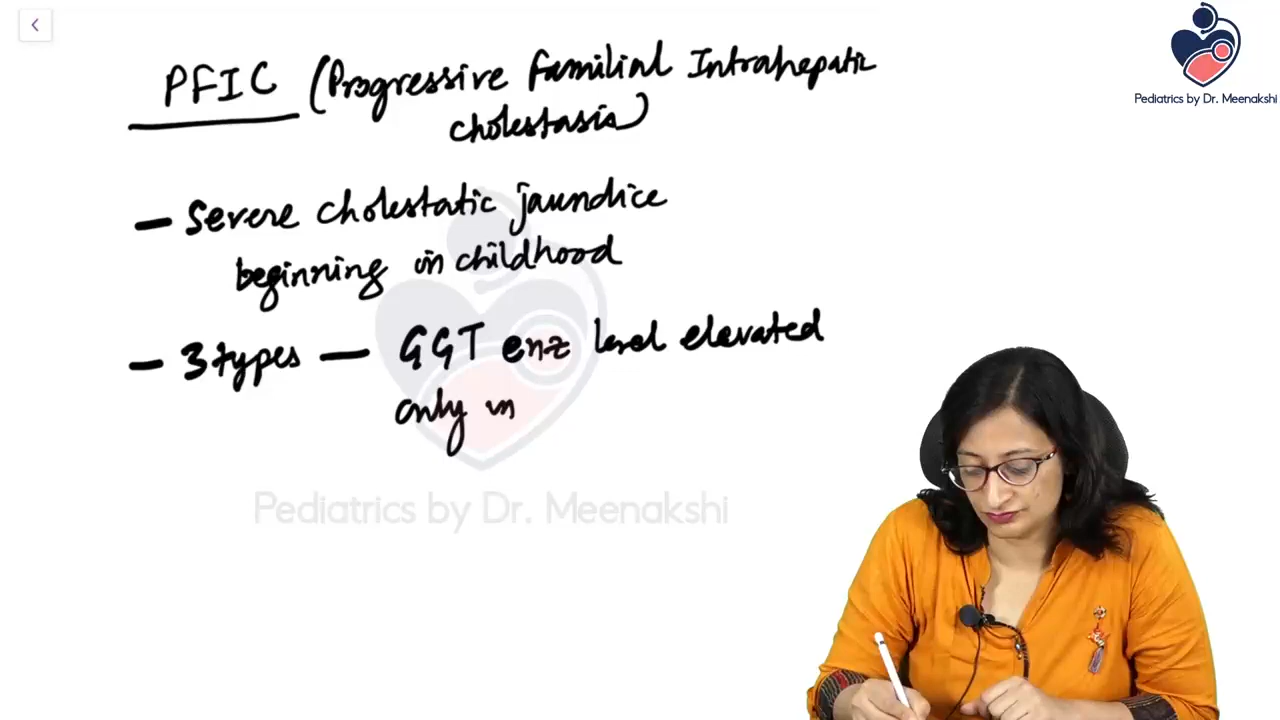 PFIC (Progressive Familial Intrahepatic
cholestasis)
Pediatrics by Dr. Meenakshi
— Severe cholestatic jaundice
beginning in childhood
— 3 types — GGT enz level elevated
only in
Pediatrics by Dr. Meenakshi